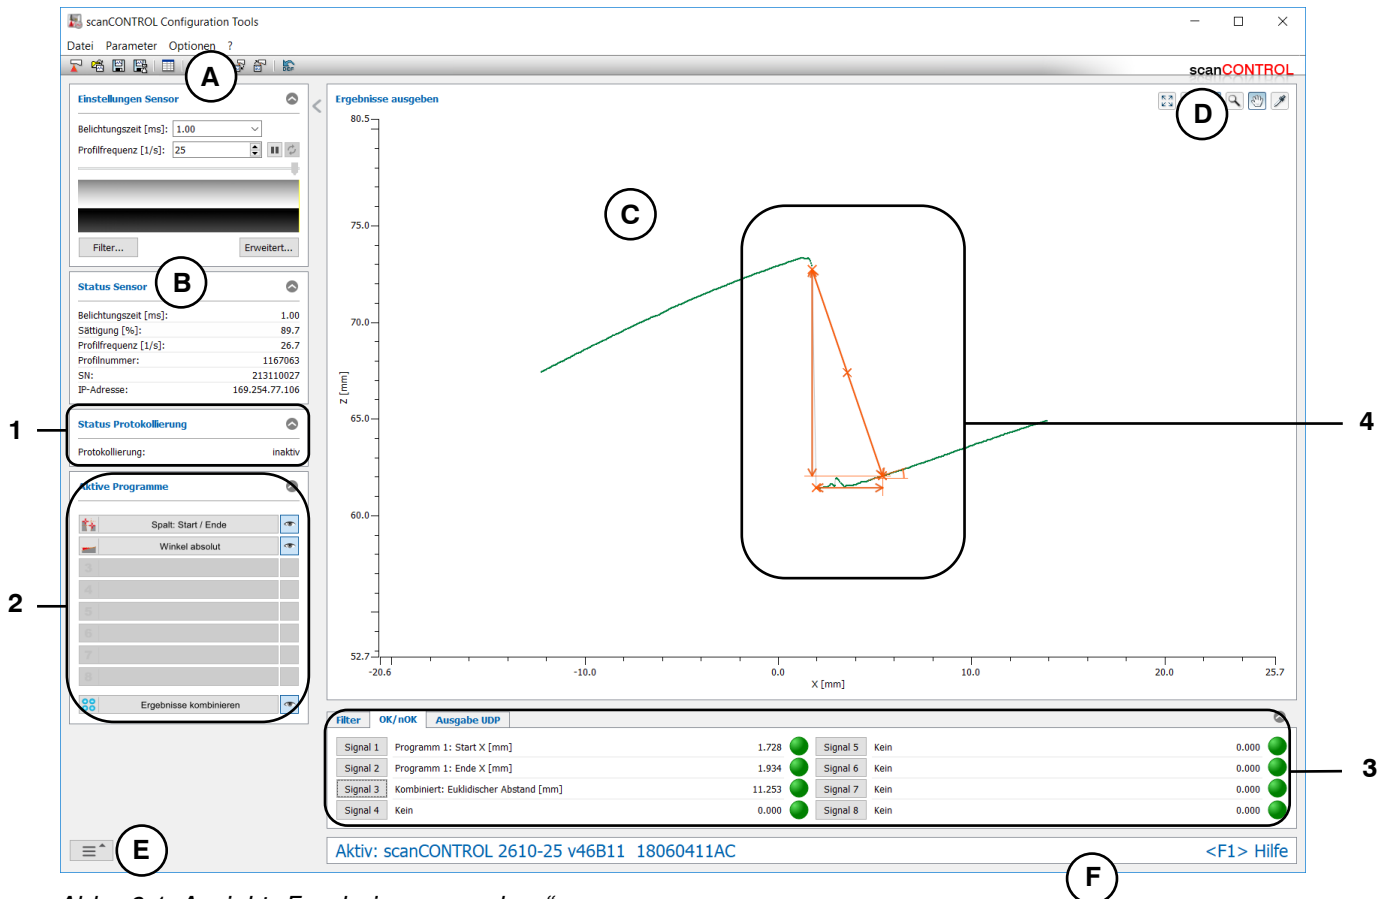 scanCONTROL Configuration Tools
Datei Parameter Optionen ?
A
scanCONTROL
Einstellungen Sensor
Belichtungszeit [ms]: 1.00
Profilfrequenz [1/s]: 25
Filter... Erweitert...
B
Status Sensor
Belichtungszeit [ms]: 1.00
Sättigung [%]: 89.7
Profilfrequenz [1/s]: 26.7
Profilnummer: 1167063
SN: 213110027
IP-Adresse: 169.254.77.106
1
Status Protokollierung
Protokollierung: inaktiv
2
Aktive Programme
Spalt: Start / Ende
Winkel absolut
3
4
5
6
7
8
Ergebnisse kombinieren
E
Ergebnisse ausgeben
D
C
80.5
75.0
70.0
65.0
60.0
52.7
Z [mm]
-20.6 -10.0 0.0 10.0 20.0 25.7
X [mm]
4
Filter OK/nOK Ausgabe UDP
Signal 1 Programm 1: Start X [mm] 1.728 Signal 5 Kein 0.000
Signal 2 Programm 1: Ende X [mm] 1.934 Signal 6 Kein 0.000
Signal 3 Kombiniert: Euklidischer Abstand [mm] 11.253 Signal 7 Kein 0.000
Signal 4 Kein 0.000 Signal 8 Kein 0.000
3
Aktiv: scanCONTROL 2610-25 v46B11 18060411AC <F1> Hilfe
F